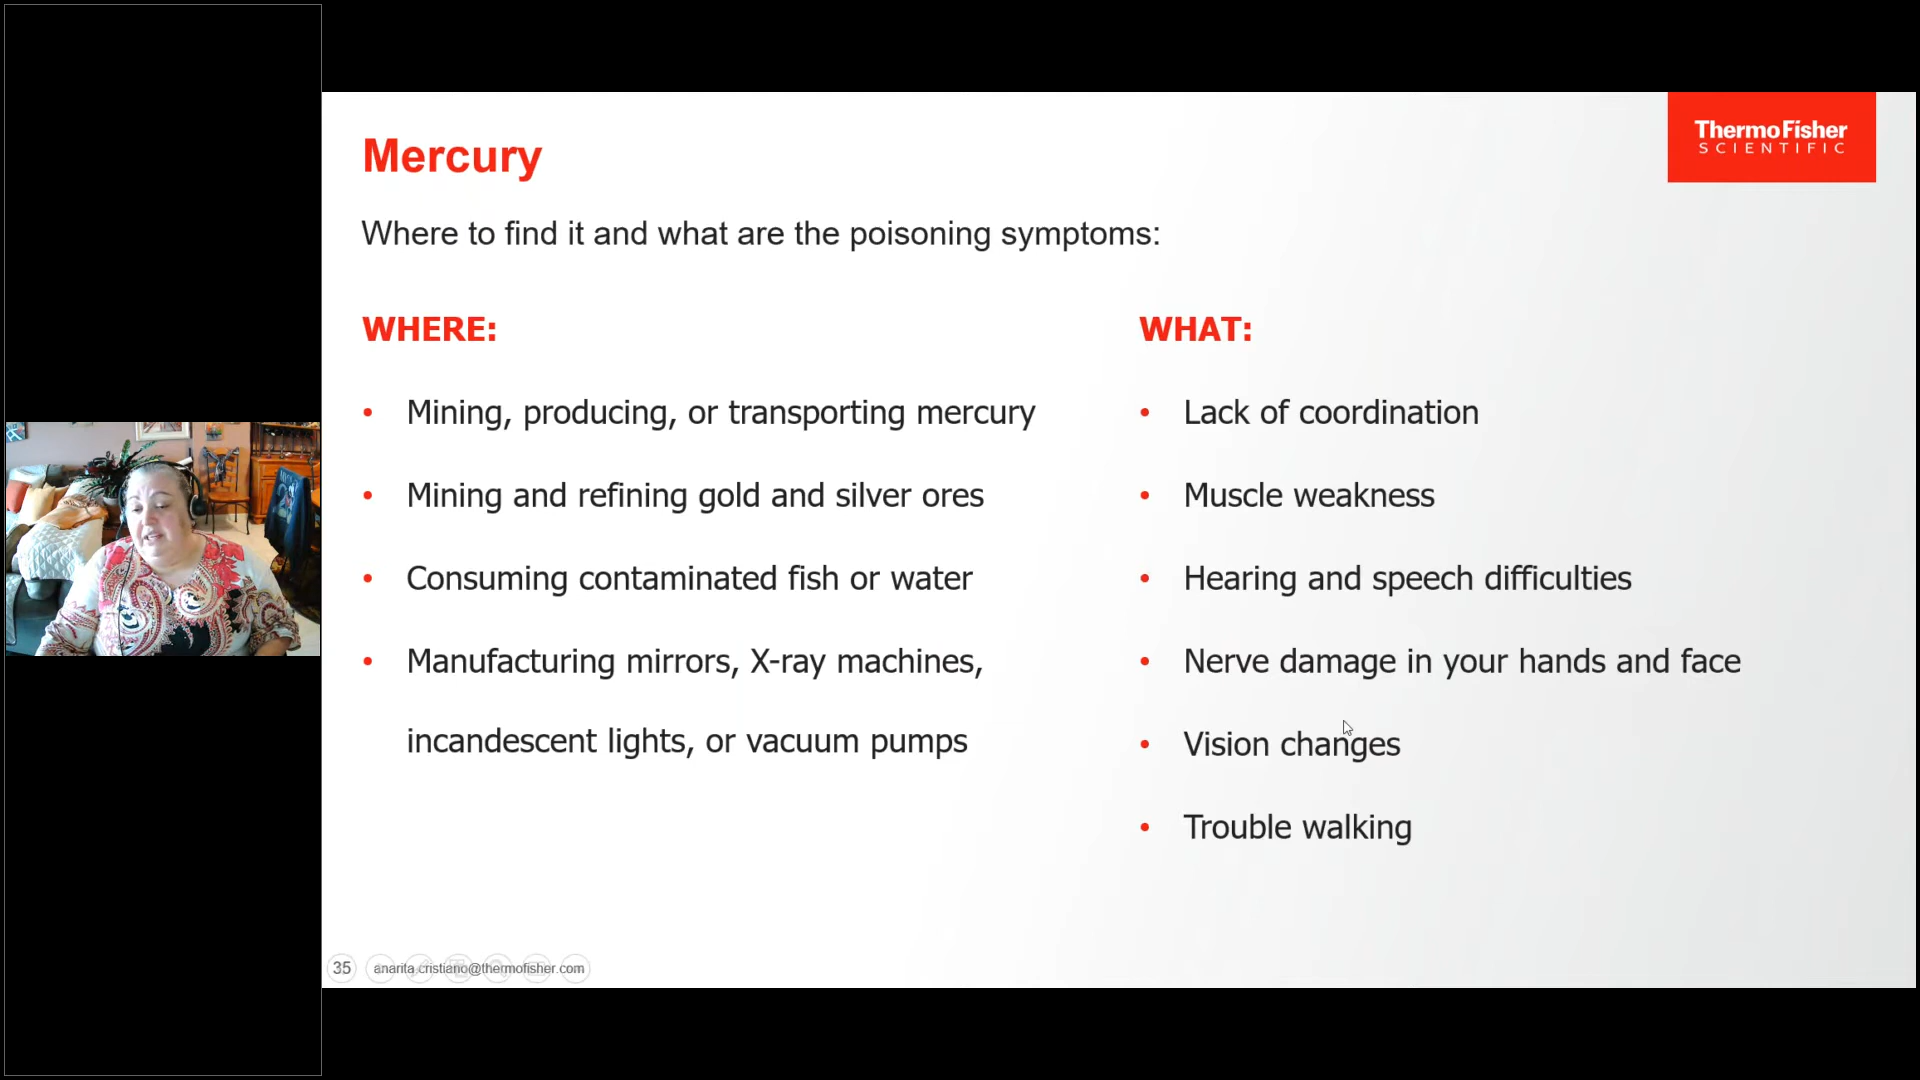 ThermoFisher
SCIENTIFIC
Mercury
Where to find it and what are the poisoning symptoms:
WHERE:
• Mining, producing, or transporting mercury
• Mining and refining gold and silver ores
• Consuming contaminated fish or water
• Manufacturing mirrors, X-ray machines,
incandescent lights, or vacuum pumps
WHAT:
• Lack of coordination
• Muscle weakness
• Hearing and speech difficulties
• Nerve damage in your hands and face
• Vision changes
• Trouble walking
35 anarita.cristiano@thermofisher.com